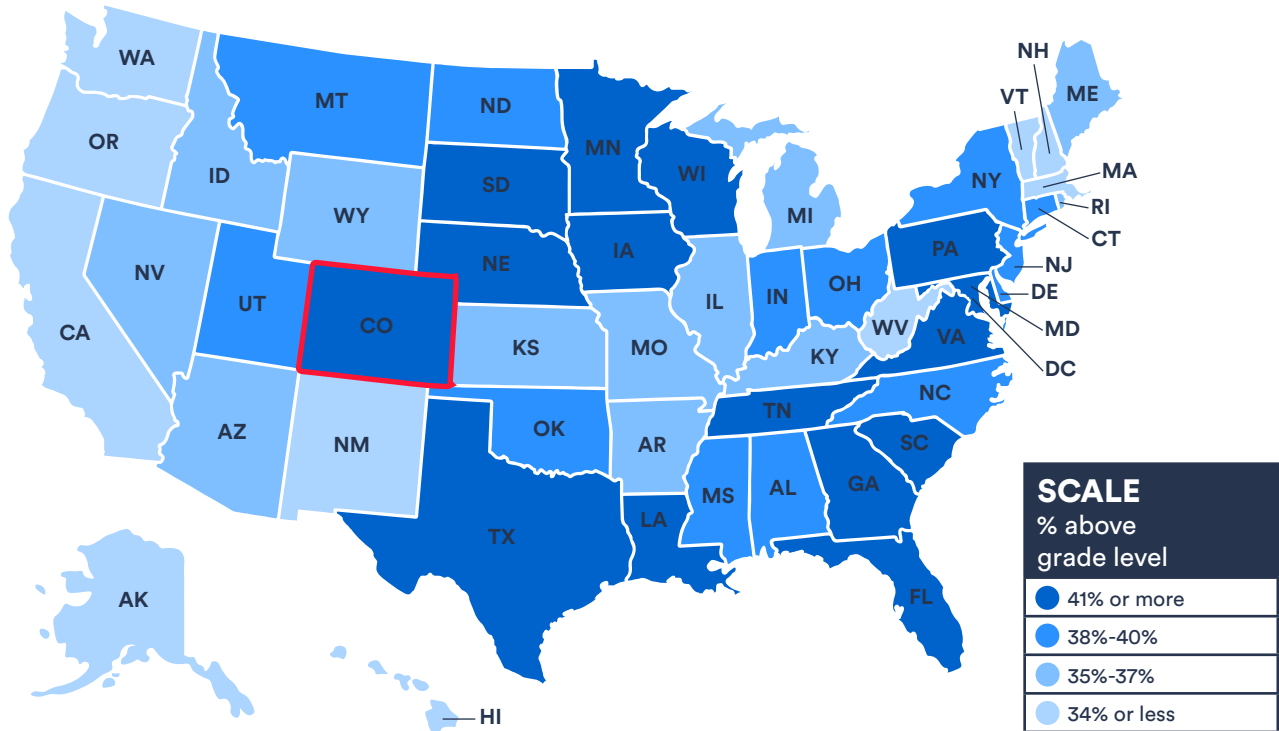 WA
MT
ND
MN
OR
ID
SD
WI
WY
NE
IA
MI
NV
UT
CO
CA
KS
MO
IL
IN
OH
KY
WV
PA
VA
NY
VT
NH
ME
MA
RI
CT
NJ
DE
MD
DC
AZ
NM
OK
AR
TN
NC
SC
MS
AL
GA
LA
TX
FL
AK
HI
SCALE
% above
grade level
41% or more
38%-40%
35%-37%
34% or less